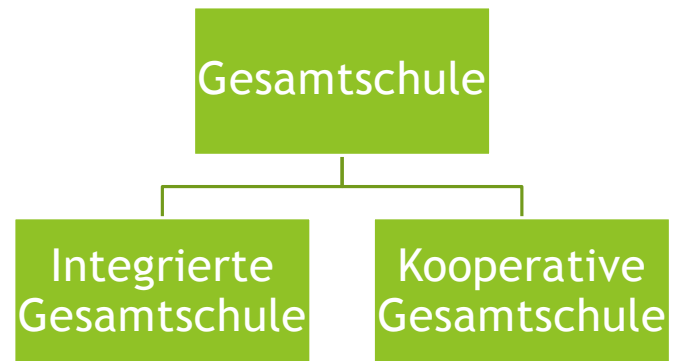 Gesamtschule
Integrierte
Gesamtschule
Kooperative
Gesamtschule